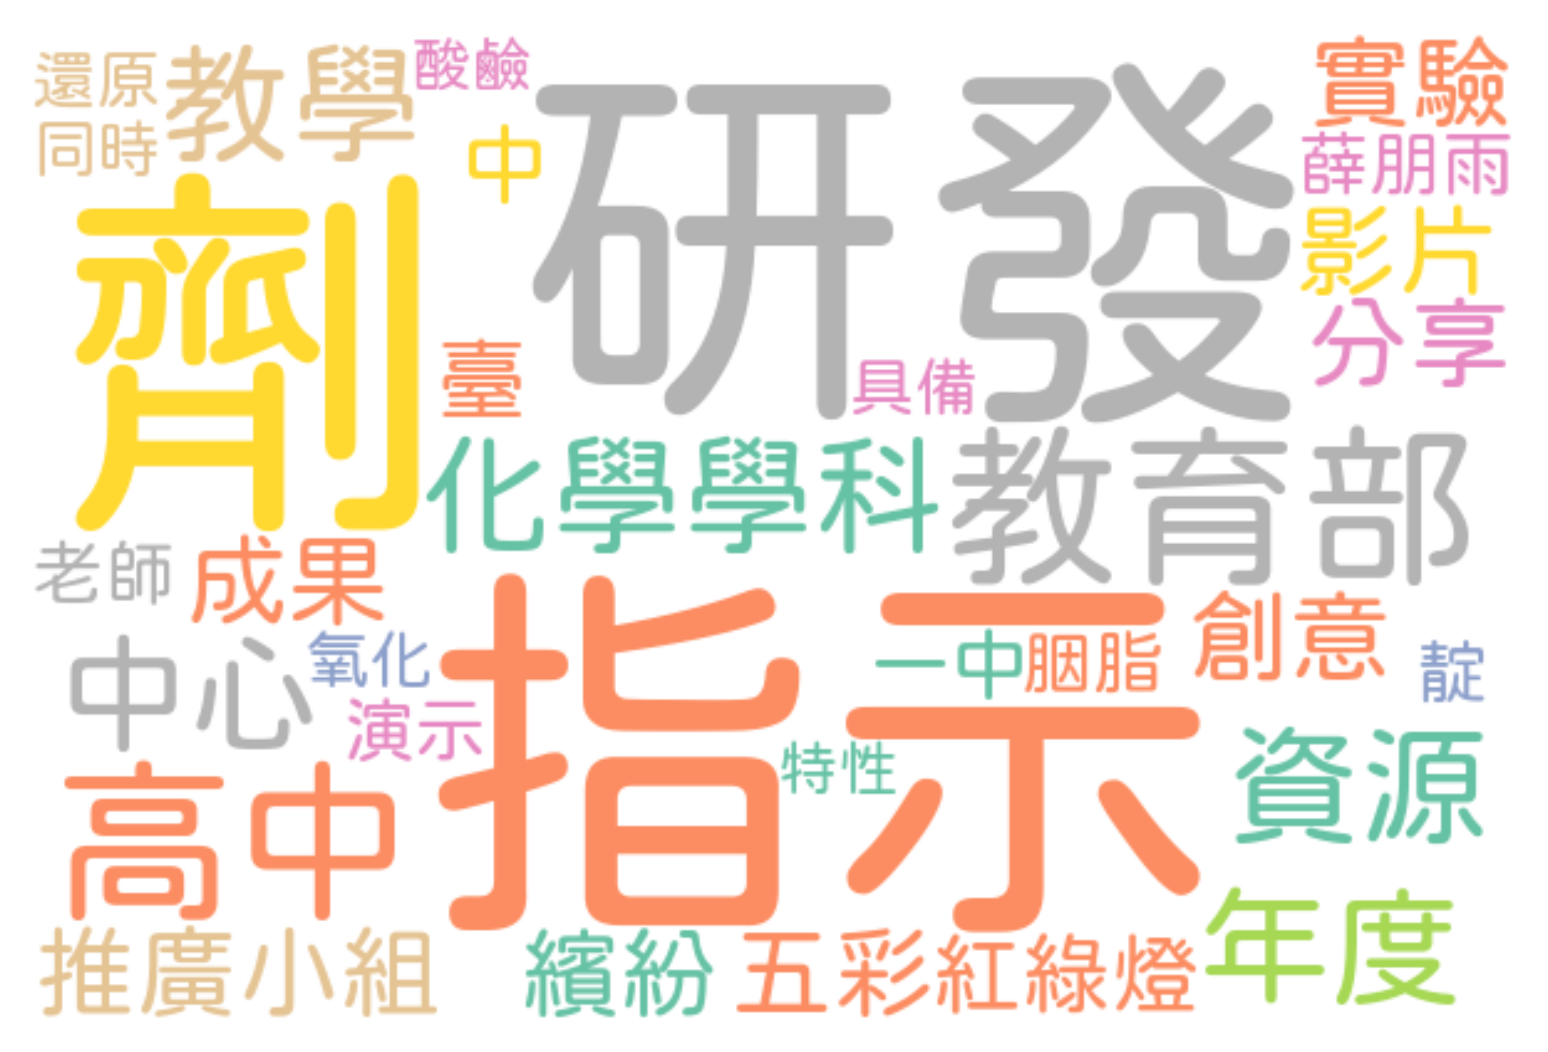 還原
教學
酸鹼
同時
中
研發
實驗
薛朋雨
劑
影片
分享
臺
具備
化學學科
教育部
老師
成果
指示
創意
中心
氧化
一中
胭脂
靛
演示
特性
資源
高中
年度
推廣小組
繽紛
五彩
紅綠燈